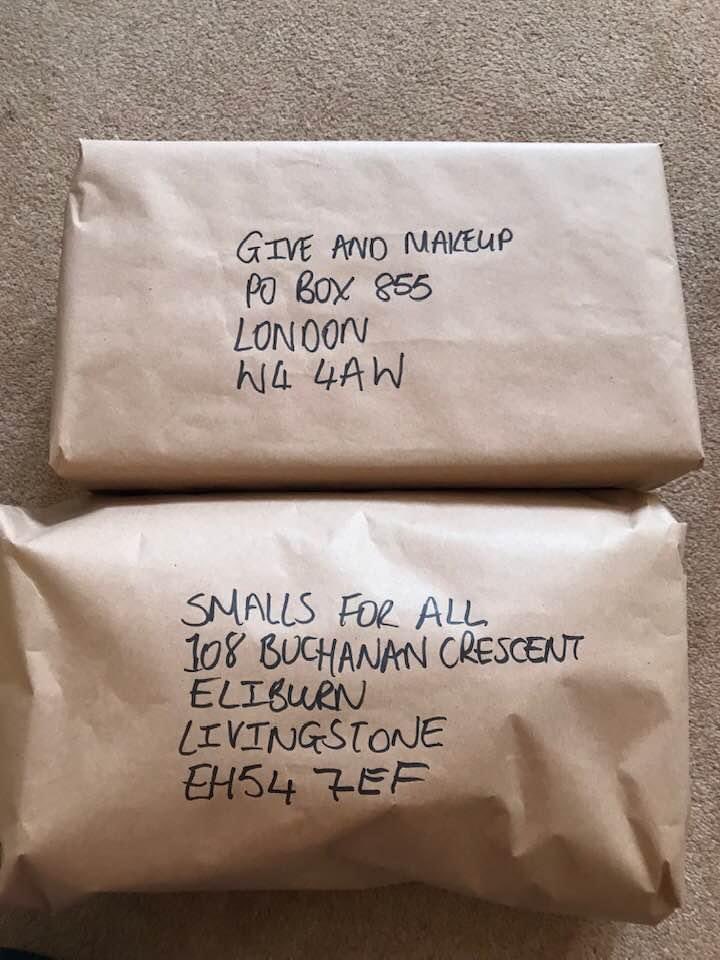 GIVE AND MAKEUP
PO BOX 855
LONDON
W4 4AW
SMALLS FOR ALL
108 BUCHANAN CRESCENT
ELIBURN
LIVINGSTONE
EH54 7EF